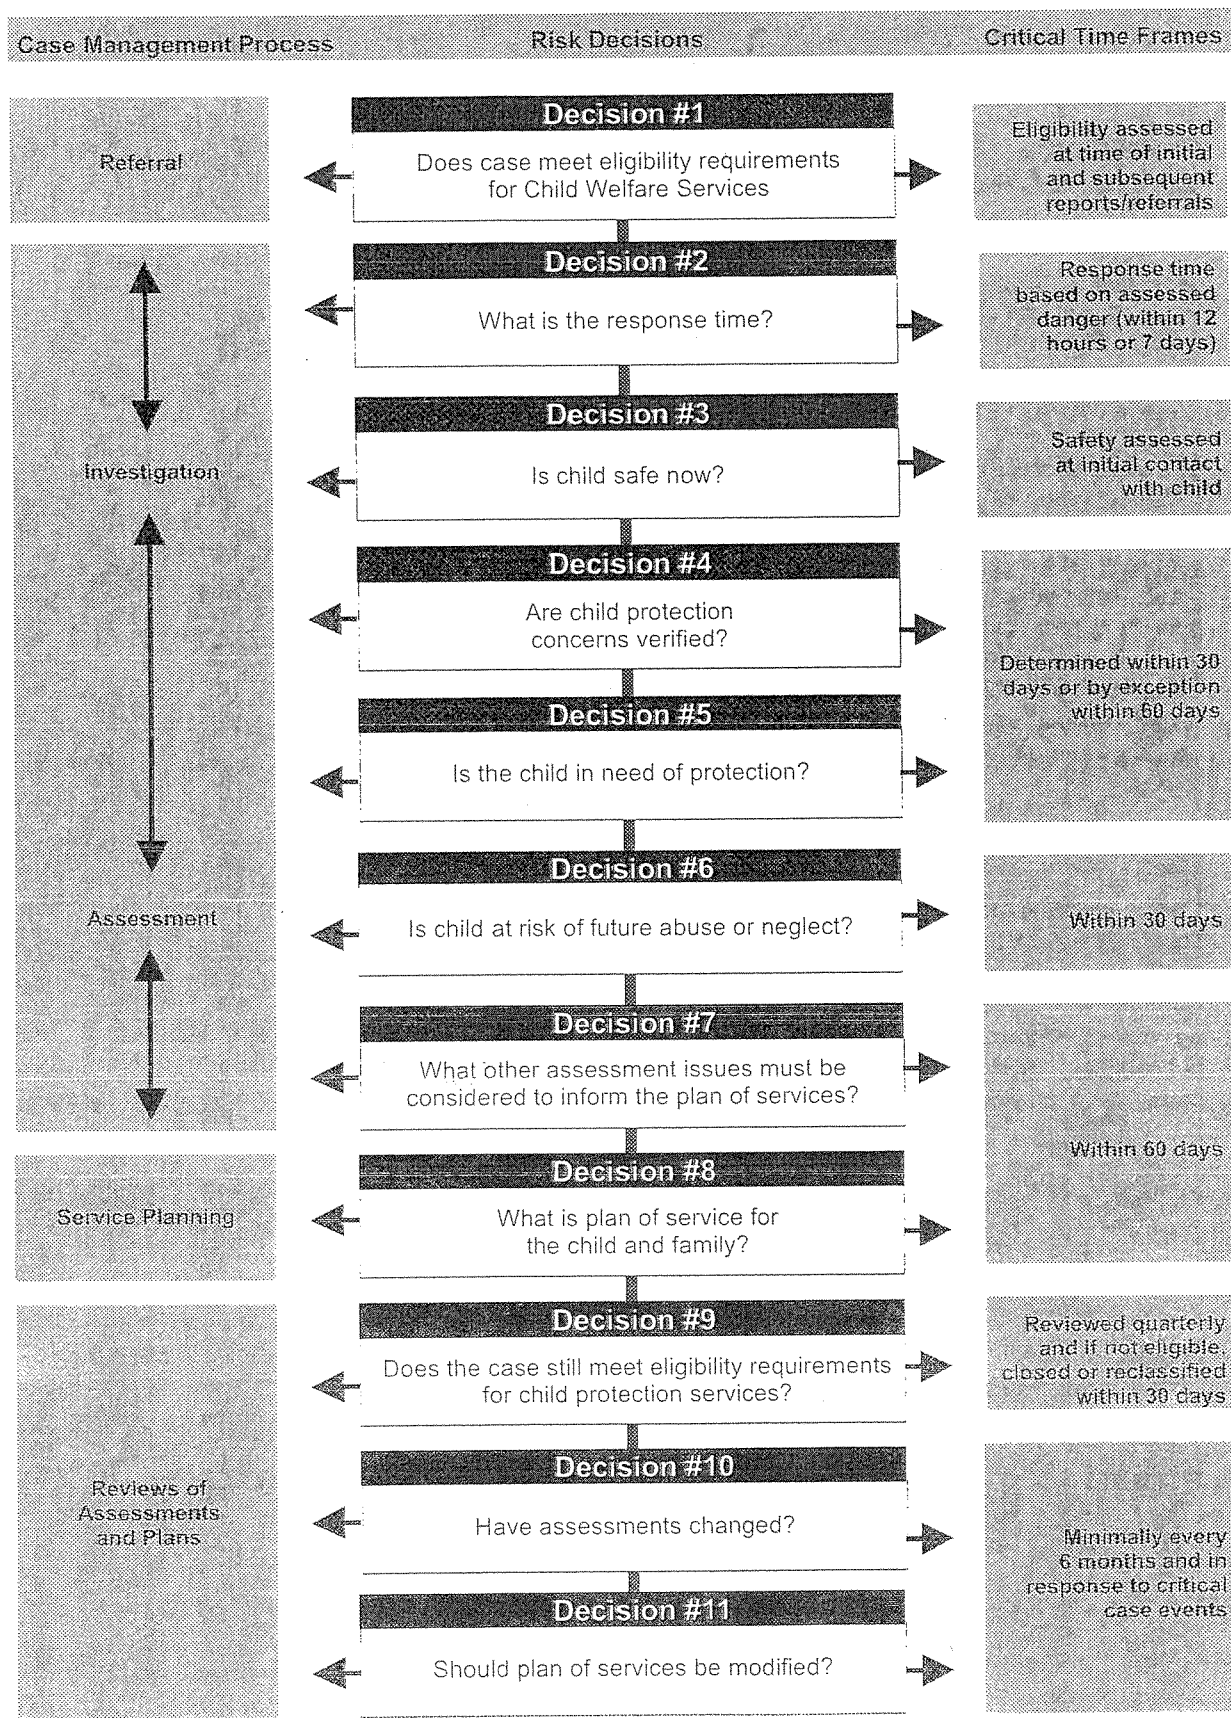 Case Management Process
Risk Decisions
Critical Time Frames
Referral
Decision #1
Does case meet eligibility requirements
for Child Welfare Services
Eligibility assessed
at time of initial
and subsequent
reports/referrals
Decision #2
What is the response time?
Response time
based on assessed
danger (within 12
hours or 7 days)
Investigation
Decision #3
Is child safe now?
Safety assessed
at initial contact
with child
Decision #4
Are child protection
concerns verified?
Determined within 30
days or by exception
within 60 days
Decision #5
Is the child in need of protection?
Assessment
Decision #6
Is child at risk of future abuse or neglect?
Within 30 days
Decision #7
What other assessment issues must be
considered to inform the plan of services?
Within 60 days
Service Planning
Decision #8
What is plan of service for
the child and family?
Decision #9
Does the case still meet eligibility requirements
for child protection services?
Reviewed quarterly
and if not eligible,
closed or reclassified
within 30 days
Reviews of
Assessments
and Plans
Decision #10
Have assessments changed?
Minimally every
6 months and in
response to critical
case events
Decision #11
Should plan of services be modified?